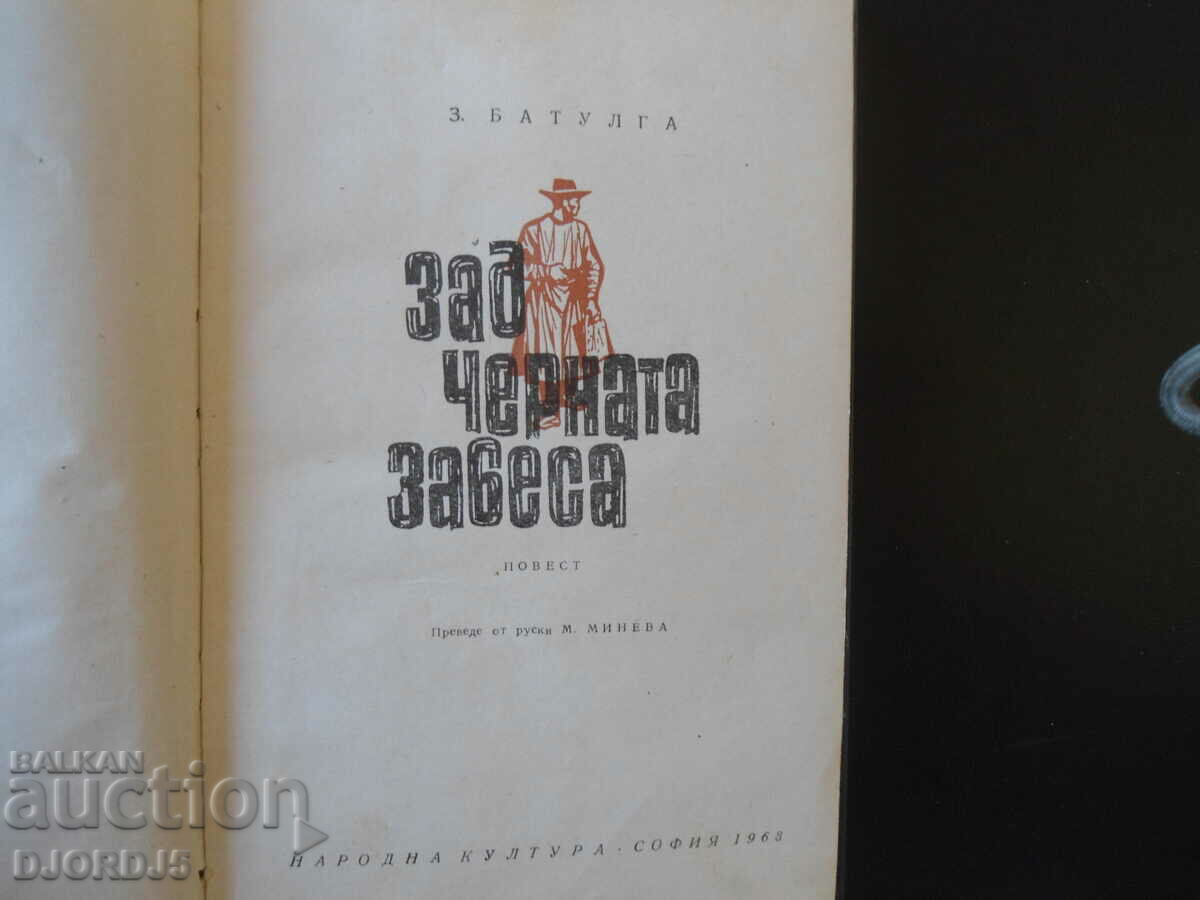 З. БАТУЛГА
Зад
черната
завеса
ПОВЕСТ
Преведе от руски М. МИНЕВА
НАРОДНА КУЛТУРА · СОФИЯ 1963
BALKAN
auction
DJORDJ5